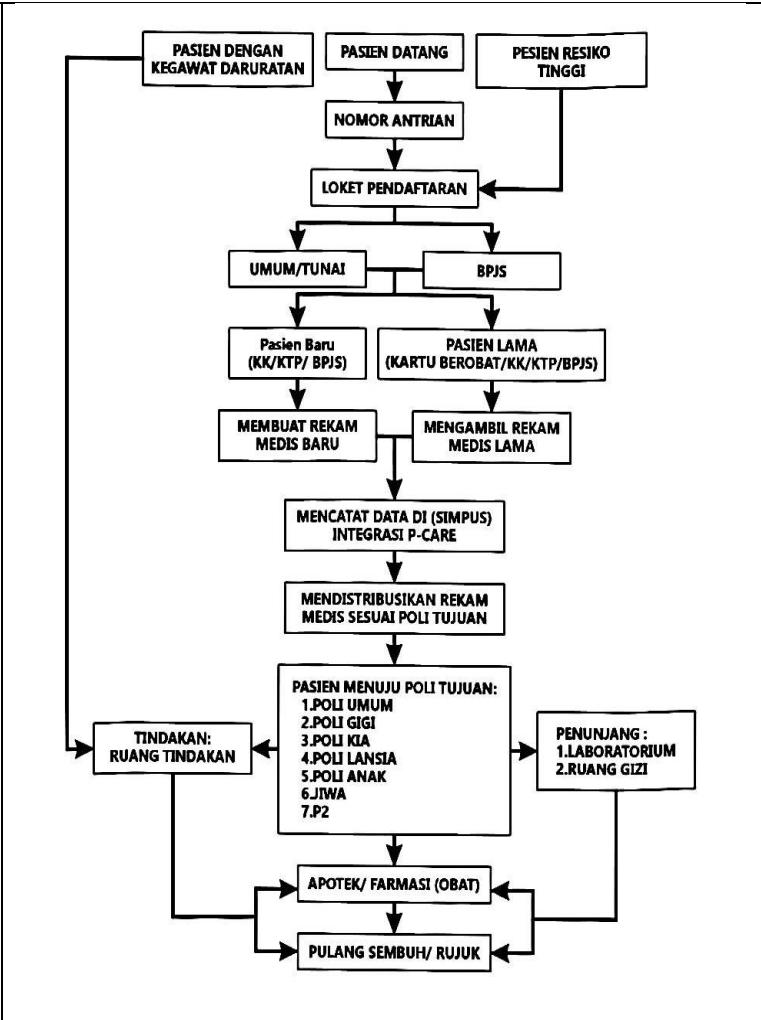 PASIEN DENGAN
KEGAWAT DARURATAN
PASIEN DATANG
PESIEN RESIKO
TINGGI
NOMOR ANTRIAN
LOKET PENDAFTARAN
UMUM/TUNAI
BPJS
Pasien Baru
(KK/KTP/ BPJS)
PASIEN LAMA
(KARTU BEROBAT/KK/KTP/BPJS)
MEMBUAT REKAM
MEDIS BARU
MENGAMBIL REKAM
MEDIS LAMA
MENCATAT DATA DI (SIMPUS)
INTEGRASI P-CARE
MENDISTRIBUSIKAN REKAM
MEDIS SESUAI POLI TUJUAN
PASIEN MENUJU POLI TUJUAN:
1.POLI UMUM
2.POLI GIGI
3.POLI KIA
4.POLI LANSIA
5.POLI ANAK
6.JIWA
7.P2
TINDAKAN:
RUANG TINDAKAN
PENUNJANG :
1.LABORATORIUM
2.RUANG GIZI
APOTEK/ FARMASI (OBAT)
PULANG SEMBUH/ RUJUK